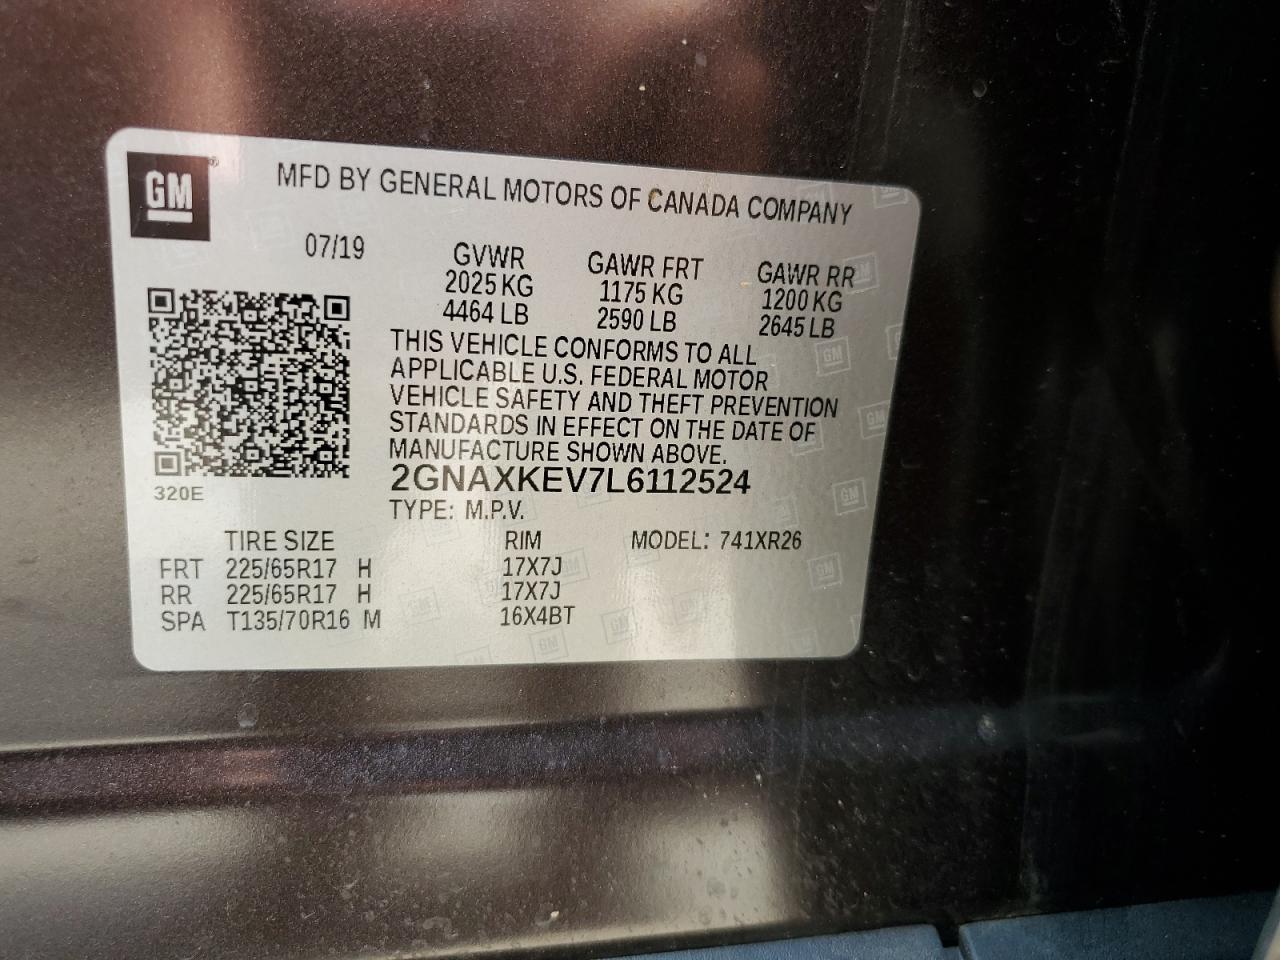 GM
MFD BY GENERAL MOTORS OF CANADA COMPANY
07/19
GVWR GAWR FRT GAWR RR
2025 KG 1175 KG 1200 KG
4464 LB 2590 LB 2645 LB
THIS VEHICLE CONFORMS TO ALL
APPLICABLE U.S. FEDERAL MOTOR
VEHICLE SAFETY AND THEFT PREVENTION
STANDARDS IN EFFECT ON THE DATE OF
MANUFACTURE SHOWN ABOVE.
320E
2GNAXKEV7L6112524
TYPE: M.P.V.
TIRE SIZE RIM MODEL: 741XR26
FRT 225/65R17 H 17X7J
RR 225/65R17 H 17X7J
SPA T135/70R16 M 16X4BT